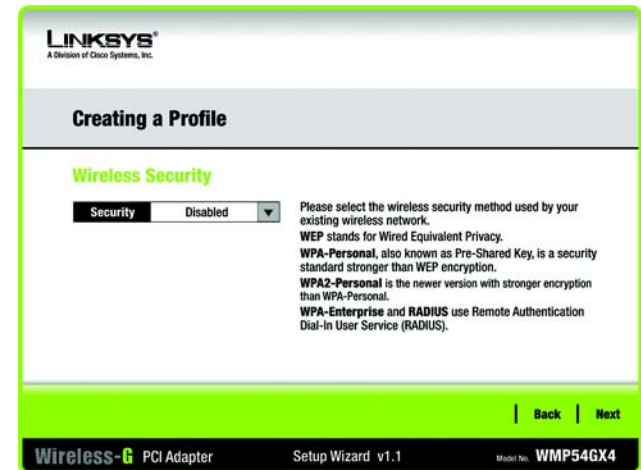 LINKSYS®
A Division of Cisco Systems, Inc.
Creating a Profile
Wireless Security
Security Disabled
Please select the wireless security method used by your
existing wireless network.
WEP stands for Wired Equivalent Privacy.
WPA-Personal, also known as Pre-Shared Key, is a security
standard stronger than WEP encryption.
WPA2-Personal is the newer version with stronger encryption
than WPA-Personal.
WPA-Enterprise and RADIUS use Remote Authentication
Dial-In User Service (RADIUS).
Back Next
Wireless-G PCI Adapter Setup Wizard v1.1 Model No. WMP54GX4